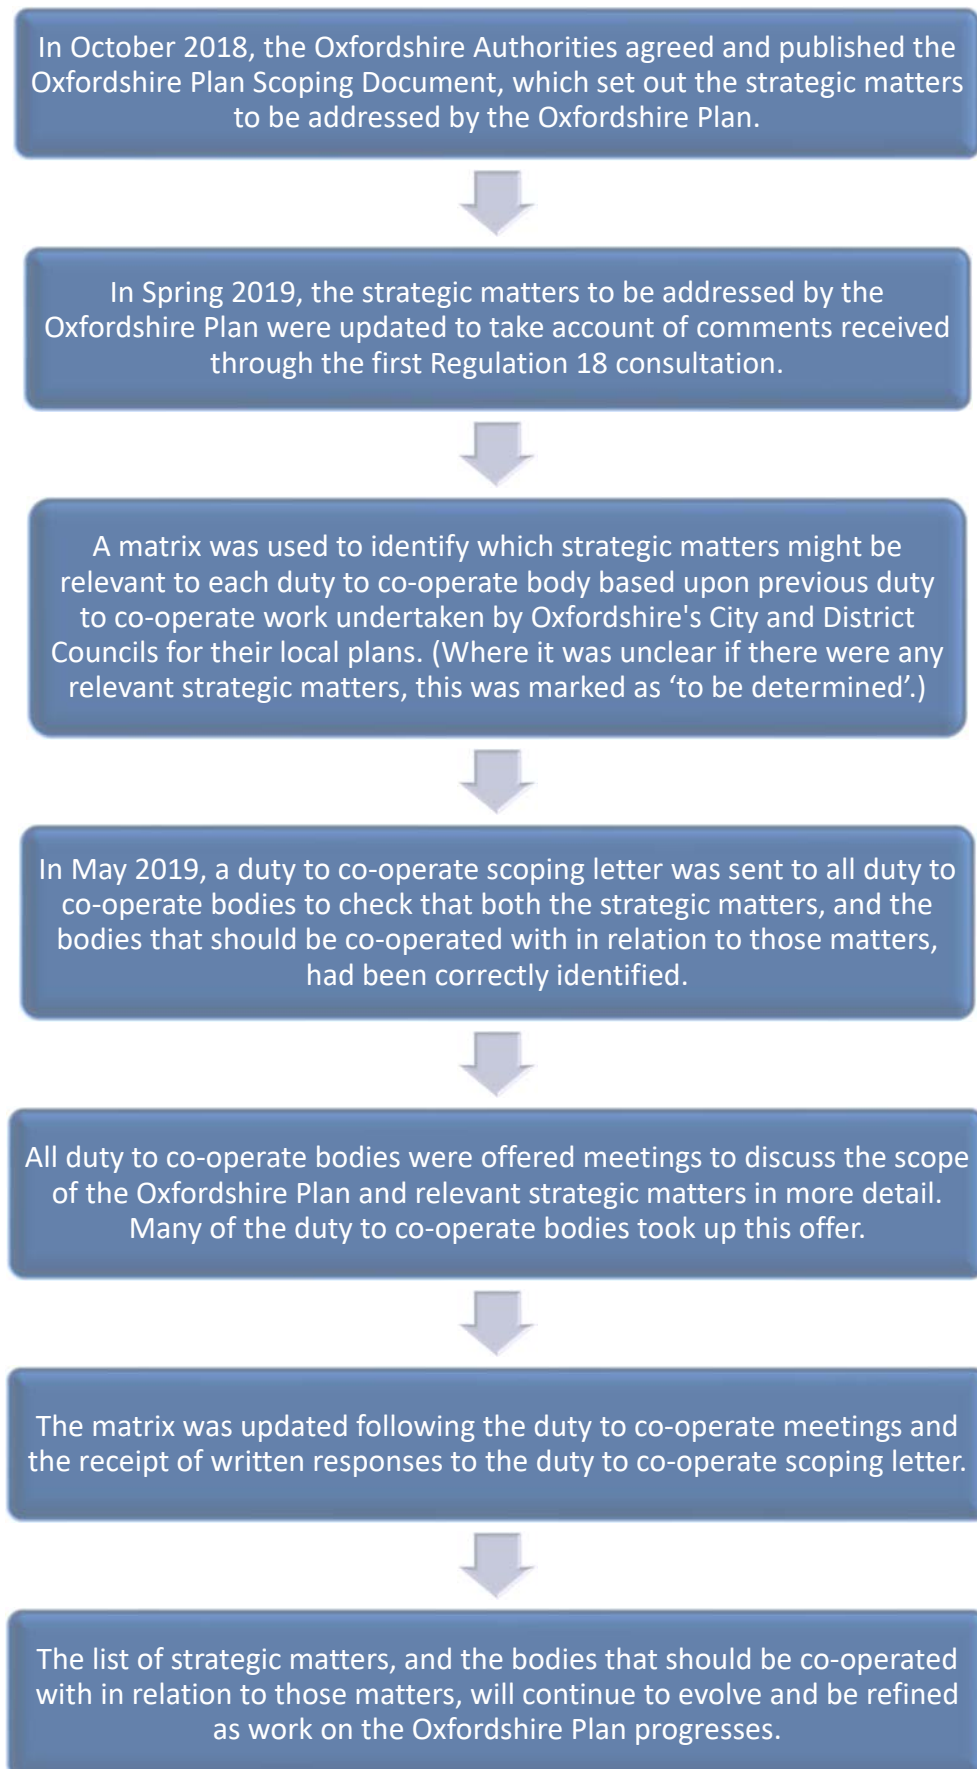 In October 2018, the Oxfordshire Authorities agreed and published the
Oxfordshire Plan Scoping Document, which set out the strategic matters
to be addressed by the Oxfordshire Plan.
In Spring 2019, the strategic matters to be addressed by the
Oxfordshire Plan were updated to take account of comments received
through the first Regulation 18 consultation.
A matrix was used to identify which strategic matters might be
relevant to each duty to co-operate body based upon previous duty
to co-operate work undertaken by Oxfordshire's City and District
Councils for their local plans. (Where it was unclear if there were any
relevant strategic matters, this was marked as ‘to be determined’.)
In May 2019, a duty to co-operate scoping letter was sent to all duty to
co-operate bodies to check that both the strategic matters, and the
bodies that should be co-operated with in relation to those matters,
had been correctly identified.
All duty to co-operate bodies were offered meetings to discuss the scope
of the Oxfordshire Plan and relevant strategic matters in more detail.
Many of the duty to co-operate bodies took up this offer.
The matrix was updated following the duty to co-operate meetings and
the receipt of written responses to the duty to co-operate scoping letter.
The list of strategic matters, and the bodies that should be co-operated
with in relation to those matters, will continue to evolve and be refined
as work on the Oxfordshire Plan progresses.